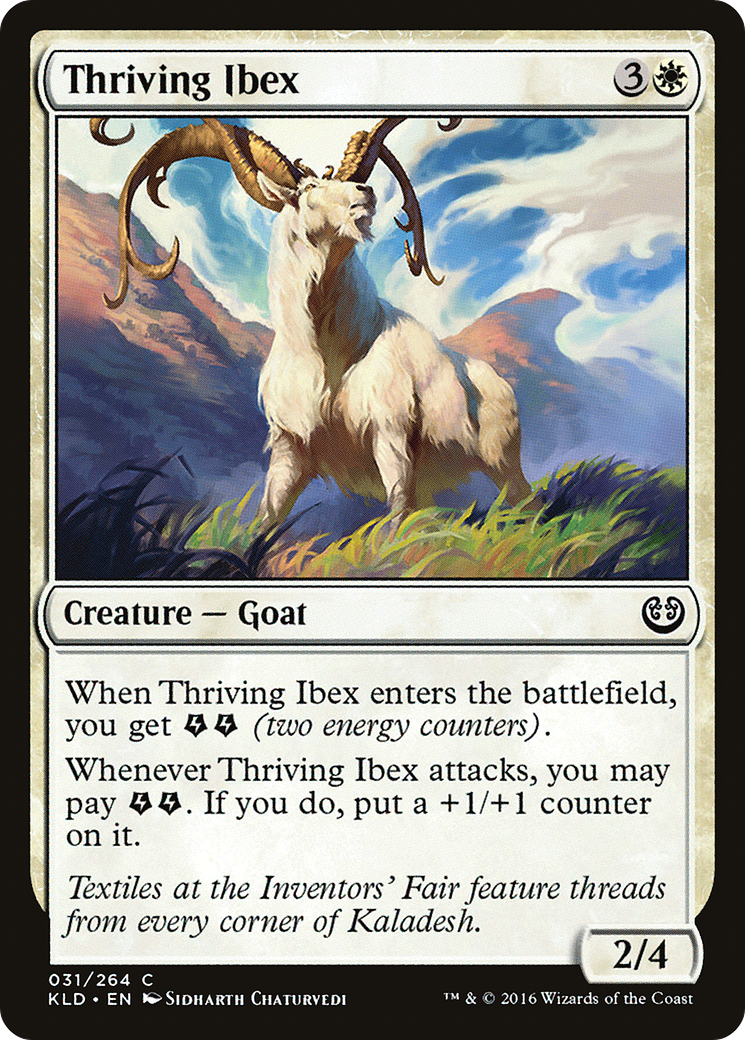 Thriving Ibex 3
Creature — Goat
When Thriving Ibex enters the battlefield,
you get (two energy counters).
Whenever Thriving Ibex attacks, you may
pay . If you do, put a +1/+1 counter
on it.
Textiles at the Inventors' Fair feature threads
from every corner of Kaladesh.
2/4
031/264 C
KLD • EN Sidharth Chaturvedi ™ & © 2016 Wizards of the Coast